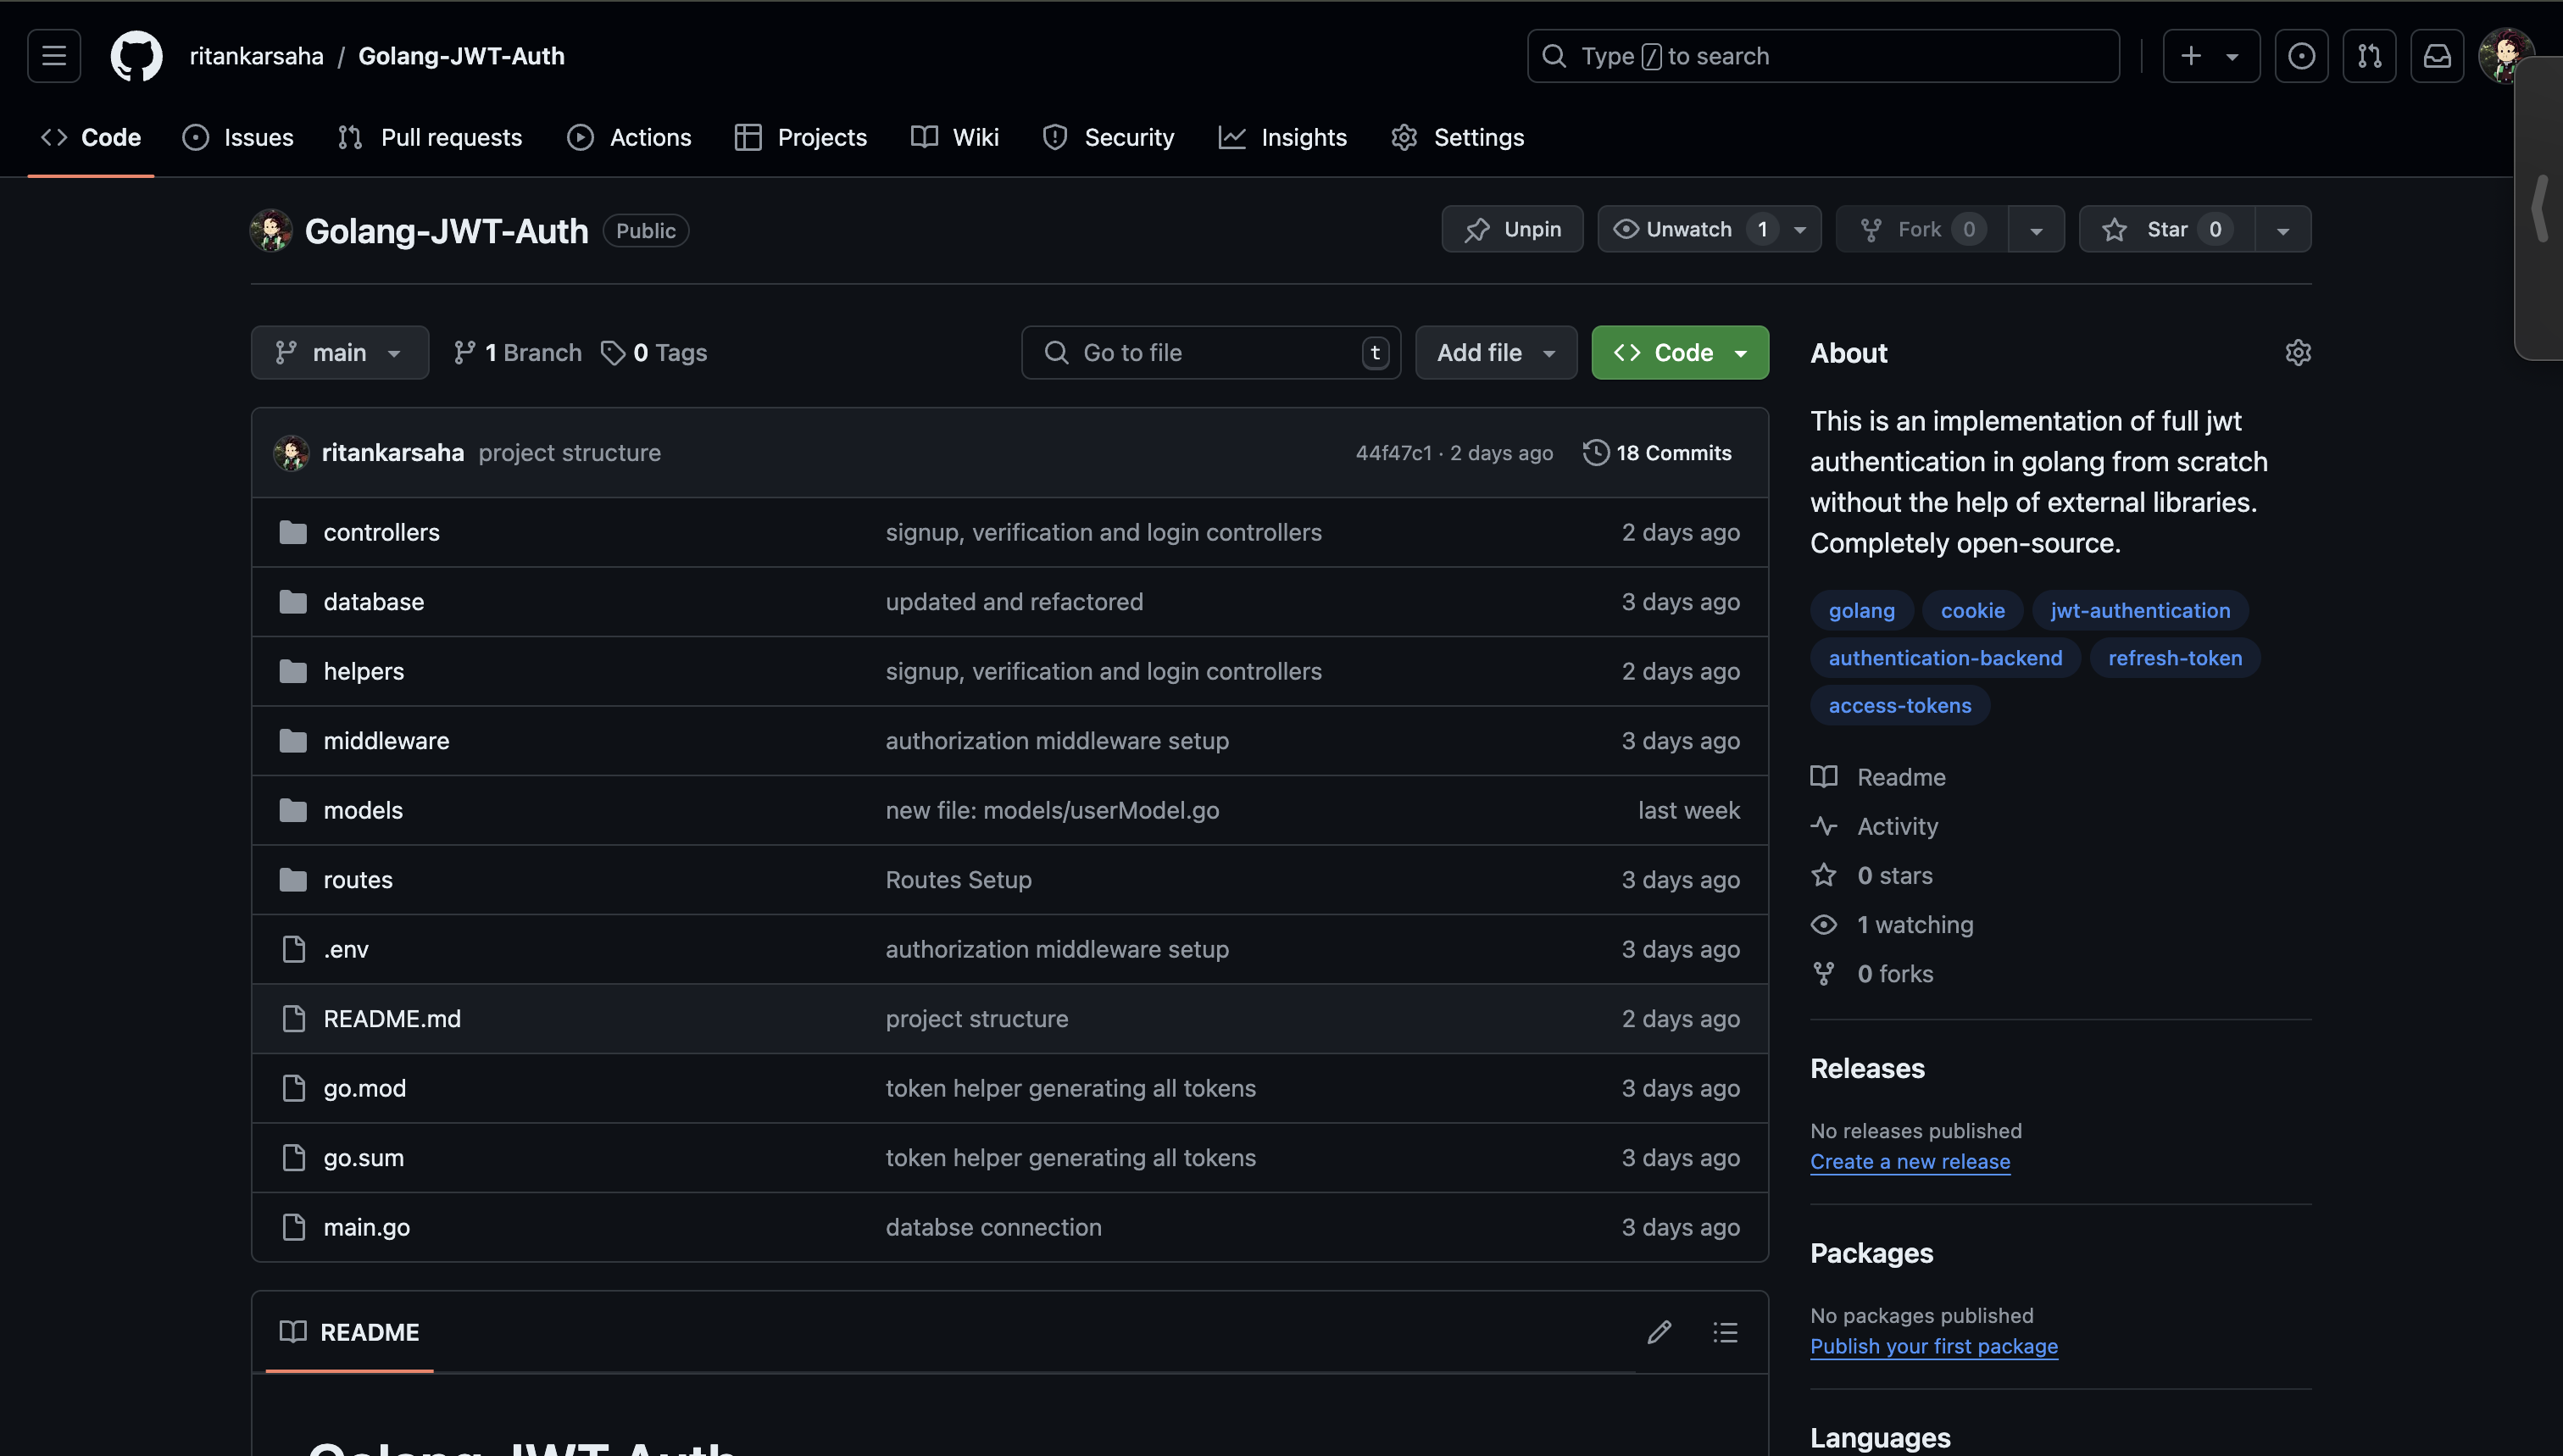 ritankarsaha / Golang-JWT-Auth
Type / to search
Code
Issues
Pull requests
Actions
Projects
Wiki
Security
Insights
Settings
Golang-JWT-Auth Public
Unpin
Unwatch 1
Fork 0
Star 0
main
1 Branch
0 Tags
Go to file t
Add file
Code
ritankarsaha project structure 44f47c1 · 2 days ago 18 Commits
controllers signup, verification and login controllers 2 days ago
database updated and refactored 3 days ago
helpers signup, verification and login controllers 2 days ago
middleware authorization middleware setup 3 days ago
models new file: models/userModel.go last week
routes Routes Setup 3 days ago
.env authorization middleware setup 3 days ago
README.md project structure 2 days ago
go.mod token helper generating all tokens 3 days ago
go.sum token helper generating all tokens 3 days ago
main.go databse connection 3 days ago
README
Golang-JWT-Auth
About
This is an implementation of full jwt
authentication in golang from scratch
without the help of external libraries.
Completely open-source.
golang cookie jwt-authentication
authentication-backend refresh-token
access-tokens
Readme
Activity
0 stars
1 watching
0 forks
Releases
No releases published
Create a new release
Packages
No packages published
Publish your first package
Languages